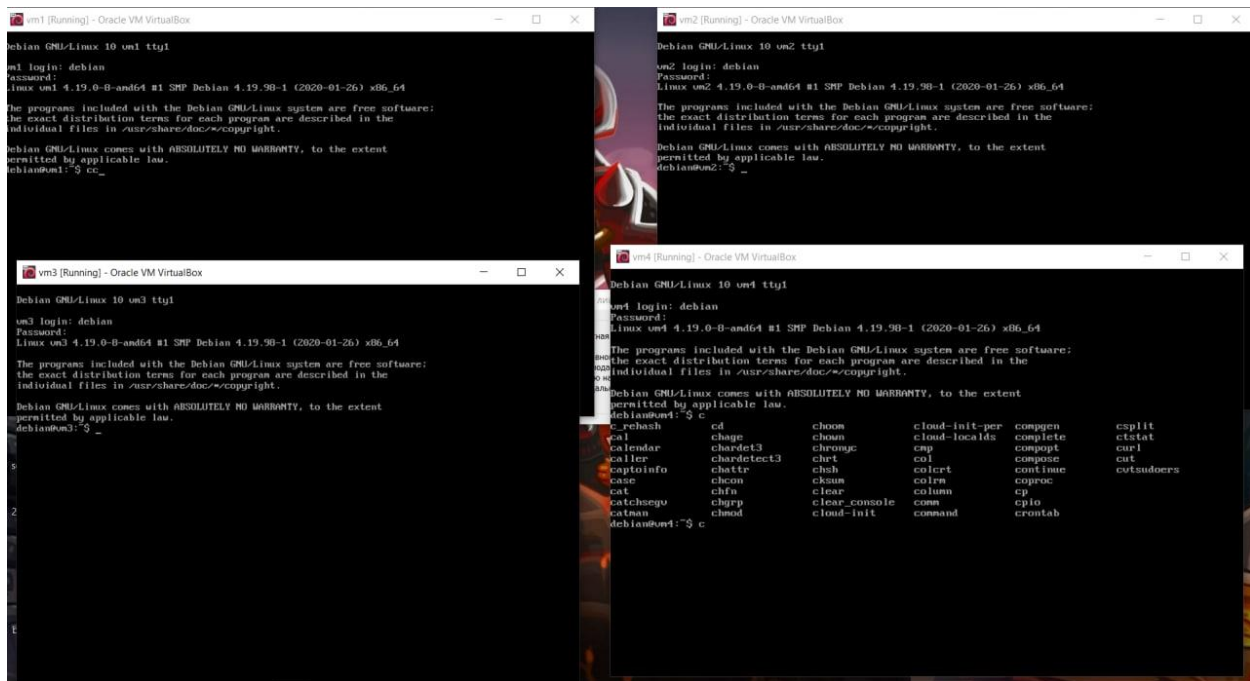 vm1 [Running] - Oracle VM VirtualBox
Debian GNU/Linux 10 vm1 tty1
vm1 login: debian
Password:
Linux vm1 4.19.0-8-amd64 #1 SMP Debian 4.19.98-1 (2020-01-26) x86_64
The programs included with the Debian GNU/Linux system are free software;
the exact distribution terms for each program are described in the
individual files in /usr/share/doc/*/copyright.
Debian GNU/Linux comes with ABSOLUTELY NO WARRANTY, to the extent
permitted by applicable law.
debian@vm1:~$ cc_
vm2 [Running] - Oracle VM VirtualBox
Debian GNU/Linux 10 vm2 tty1
vm2 login: debian
Password:
Linux vm2 4.19.0-8-amd64 #1 SMP Debian 4.19.98-1 (2020-01-26) x86_64
The programs included with the Debian GNU/Linux system are free software;
the exact distribution terms for each program are described in the
individual files in /usr/share/doc/*/copyright.
Debian GNU/Linux comes with ABSOLUTELY NO WARRANTY, to the extent
permitted by applicable law.
debian@vm2:~$ _
vm3 [Running] - Oracle VM VirtualBox
Debian GNU/Linux 10 vm3 tty1
vm3 login: debian
Password:
Linux vm3 4.19.0-8-amd64 #1 SMP Debian 4.19.98-1 (2020-01-26) x86_64
The programs included with the Debian GNU/Linux system are free software;
the exact distribution terms for each program are described in the
individual files in /usr/share/doc/*/copyright.
Debian GNU/Linux comes with ABSOLUTELY NO WARRANTY, to the extent
permitted by applicable law.
debian@vm3:~$ _
vm4 [Running] - Oracle VM VirtualBox
Debian GNU/Linux 10 vm4 tty1
vm4 login: debian
Password:
Linux vm4 4.19.0-8-amd64 #1 SMP Debian 4.19.98-1 (2020-01-26) x86_64
The programs included with the Debian GNU/Linux system are free software;
the exact distribution terms for each program are described in the
individual files in /usr/share/doc/*/copyright.
Debian GNU/Linux comes with ABSOLUTELY NO WARRANTY, to the extent
permitted by applicable law.
debian@vm4:~$ c
c_rehash cd choom cloud-init-per compgen csplit
cal chage chown cloud-localds complete ctstat
calendar chardet3 chronyc cmp compopt curl
caller chardetect3 chrt col compose cut
captoinfo chattr chsh colcrt continue cvtsudoers
case chcon cksum colrm coproc
cat chfn clear column cp
catchsegv chgrp clear_console comm cpio
catman chmod cloud-init command crontab
debian@vm4:~$ c